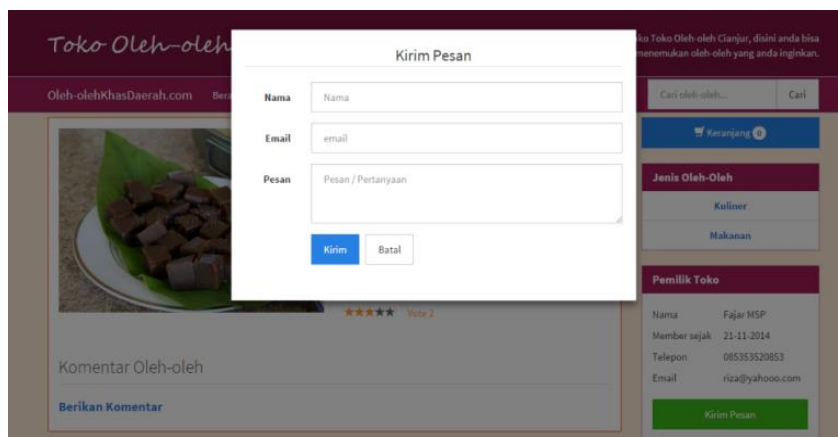 Toko Oleh-oleh
Toko Oleh-oleh Cianjur, disini anda bisa
menemukan oleh-oleh yang anda inginkan.
Kirim Pesan
Oleh-olehKhasDaerah.com
Cari oleh-oleh...
Cari
Nama
Nama
Email
email
Pesan
Pesan / Pertanyaan
Kirim
Batal
Keranjang 0
Jenis Oleh-Oleh
Kuliner
Makanan
Pemilik Toko
Nama Fajar MSP
Member sejak 21-11-2014
Telepon 085353520853
Email riza@yahooo.com
Kirim Pesan
Vote 2
Komentar Oleh-oleh
Berikan Komentar